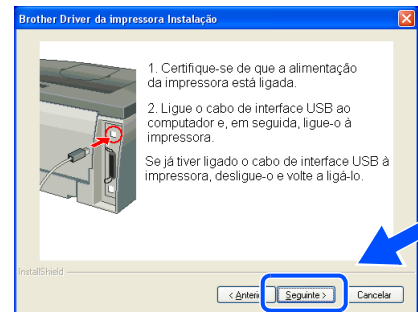 Brother Driver da impressora Instalação
1. Certifique-se de que a alimentação
da impressora está ligada.
2. Ligue o cabo de interface USB ao
computador e, em seguida, ligue-o à
impressora.
Se já tiver ligado o cabo de interface USB à
impressora, desligue-o e volte a ligá-lo.
InstallShield
< Anteri Seguinte > Cancelar